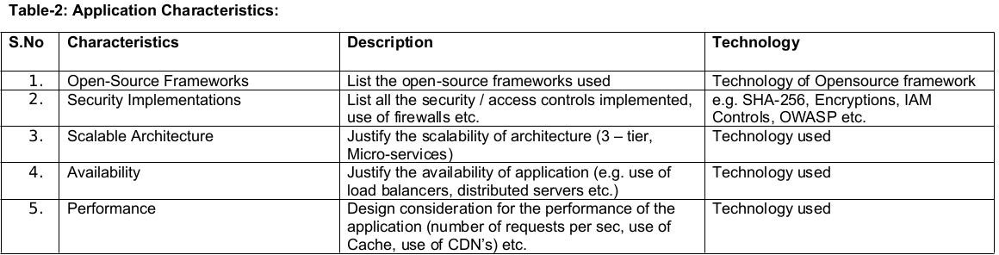 Table-2: Application Characteristics:
S.No Characteristics Description Technology
1. Open-Source Frameworks List the open-source frameworks used Technology of Opensource framework
2. Security Implementations List all the security / access controls implemented, e.g. SHA-256, Encryptions, IAM
use of firewalls etc. Controls, OWASP etc.
3. Scalable Architecture Justify the scalability of architecture (3 – tier, Technology used
Micro-services)
4. Availability Justify the availability of application (e.g. use of Technology used
load balancers, distributed servers etc.)
5. Performance Design consideration for the performance of the Technology used
application (number of requests per sec, use of
Cache, use of CDN’s) etc.